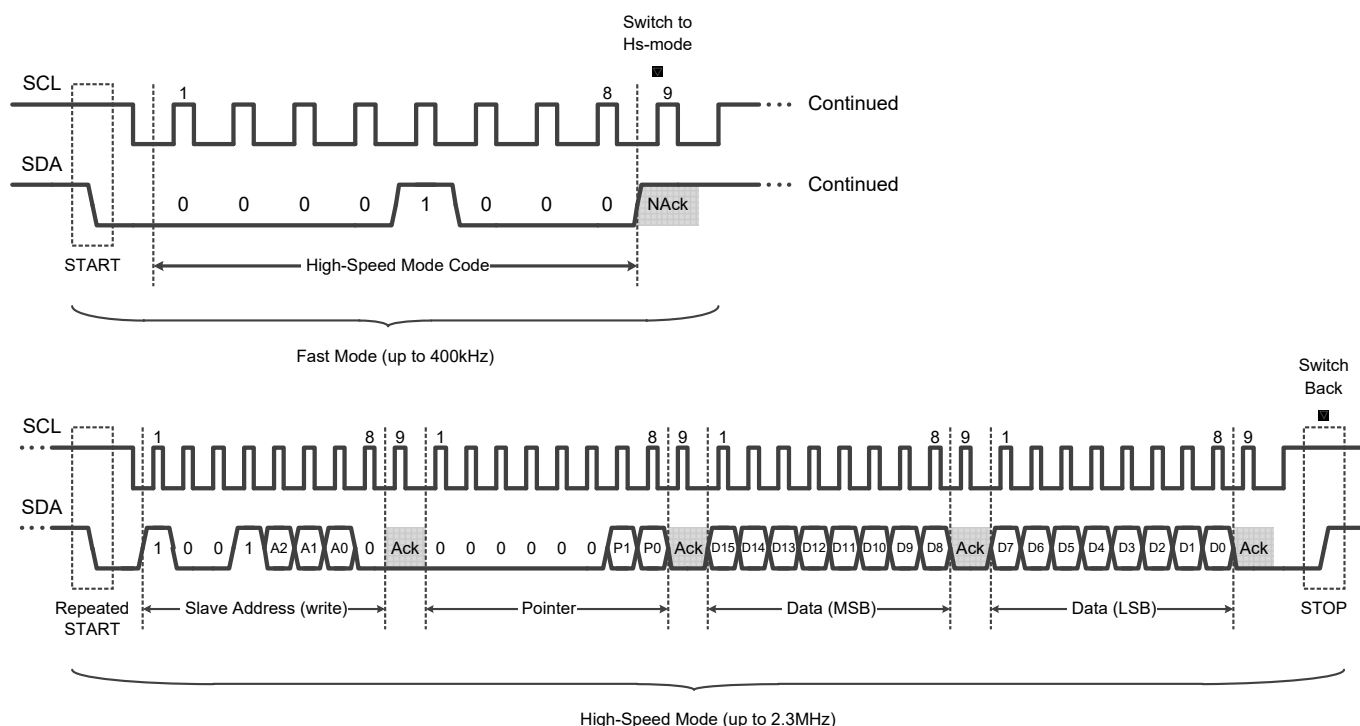 Switch to
Hs-mode
SCL
1 8 9
Continued
SDA
0 0 0 0 1 0 0 0 NAck
Continued
START
High-Speed Mode Code
Fast Mode (up to 400kHz)
Switch
Back
SCL
1 8 9 1 8 9 1 8 9 1 8 9
SDA
1 0 0 1 A2 A1 A0 0 Ack 0 0 0 0 0 0 P1 P0 Ack D15 D14 D13 D12 D11 D10 D9 D8 Ack D7 D6 D5 D4 D3 D2 D1 D0 Ack
Repeated
START
Slave Address (write)
Pointer
Data (MSB)
Data (LSB)
STOP
High-Speed Mode (up to 2.3MHz)